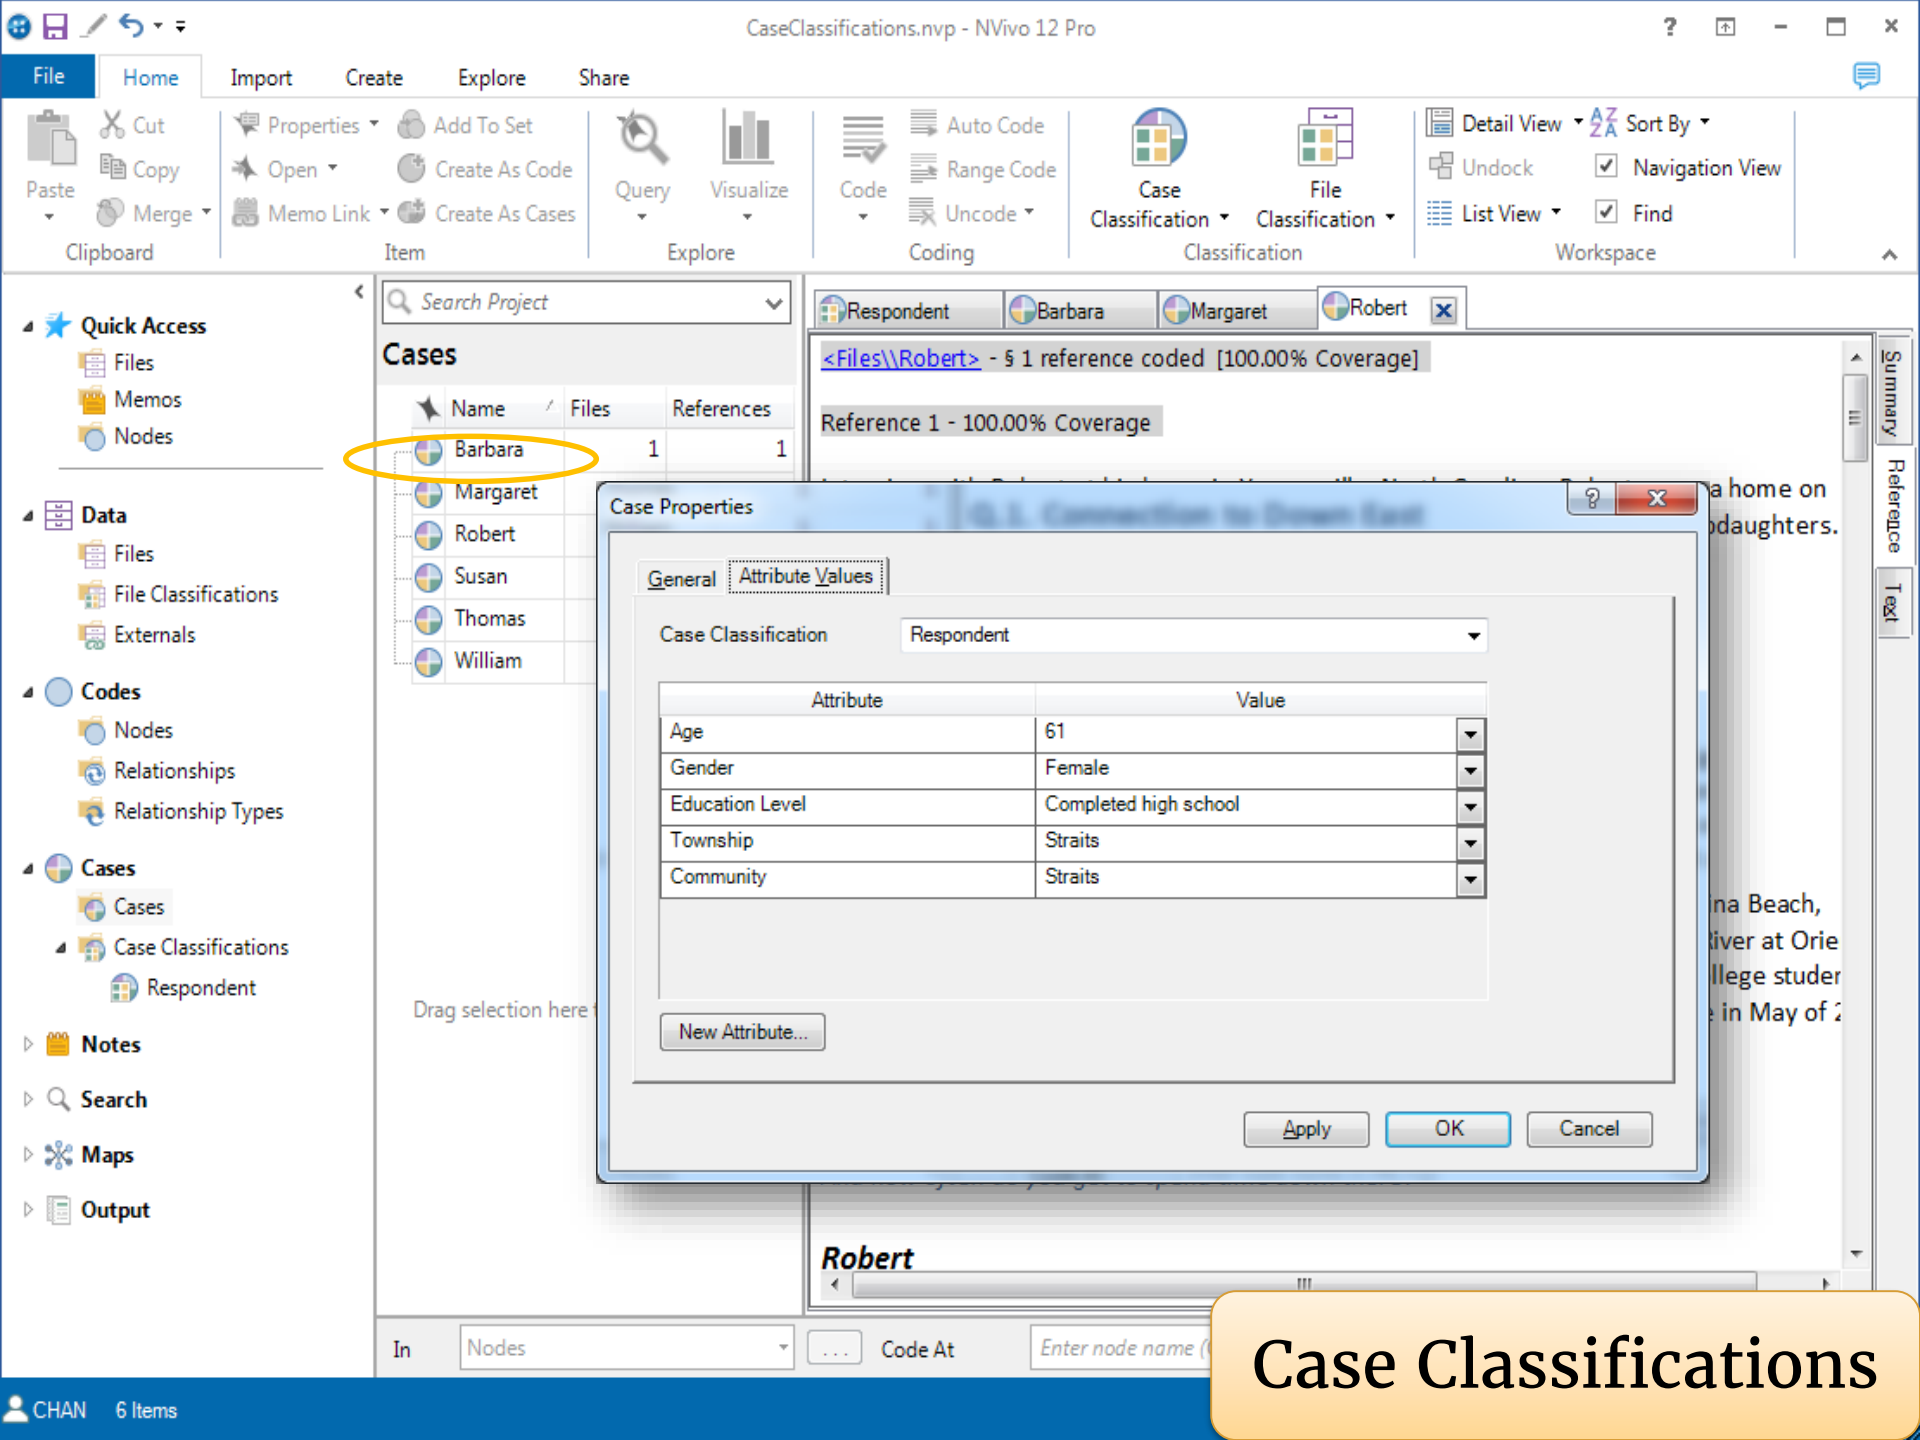 CaseClassifications.nvp - NVivo 12 Pro
File Home Import Create Explore Share
Paste
Cut
Copy
Merge
Clipboard
Properties
Open
Memo Link
Add To Set
Create As Code
Create As Cases
Item
Query
Visualize
Explore
Code
Auto Code
Range Code
Uncode
Coding
Case
Classification
File
Classification
Classification
Detail View
Undock
List View
Sort By
Navigation View
Find
Workspace
Quick Access
Files
Memos
Nodes
Data
Files
File Classifications
Externals
Codes
Nodes
Relationships
Relationship Types
Cases
Cases
Case Classifications
Respondent
Notes
Search
Maps
Output
Search Project
Cases
Name Files References
Barbara 1 1
Margaret
Robert
Susan
Thomas
William
Drag selection here
Respondent Barbara Margaret Robert
<Files\\Robert> - § 1 reference coded [100.00% Coverage]
Reference 1 - 100.00% Coverage
a home on
daughters.
Beach,
River at Orie
in May of
Robert
Summary
Reference
Text
Case Properties
General Attribute Values
Case Classification Respondent
Attribute Value
Age 61
Gender Female
Education Level Completed high school
Township Straits
Community Straits
New Attribute...
Apply OK Cancel
In Nodes ... Code At Enter node name (
Case Classifications
CHAN 6 Items